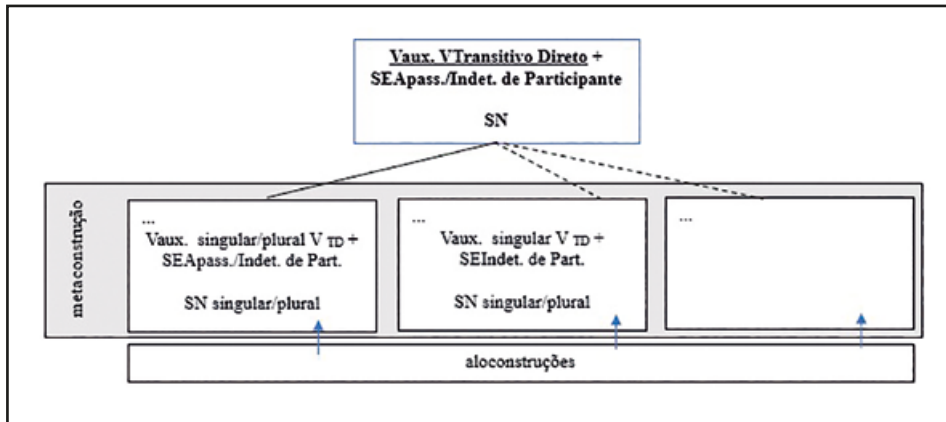 Vaux. VTransitivo Direto +
SEApass./Indet. de Participante
SN
metaconstrução
...
Vaux. singular/plural V TD +
SEApass./Indet. de Part.
SN singular/plural
...
Vaux. singular V TD +
SEIndet. de Part.
SN singular/plural
...
aloconstruções